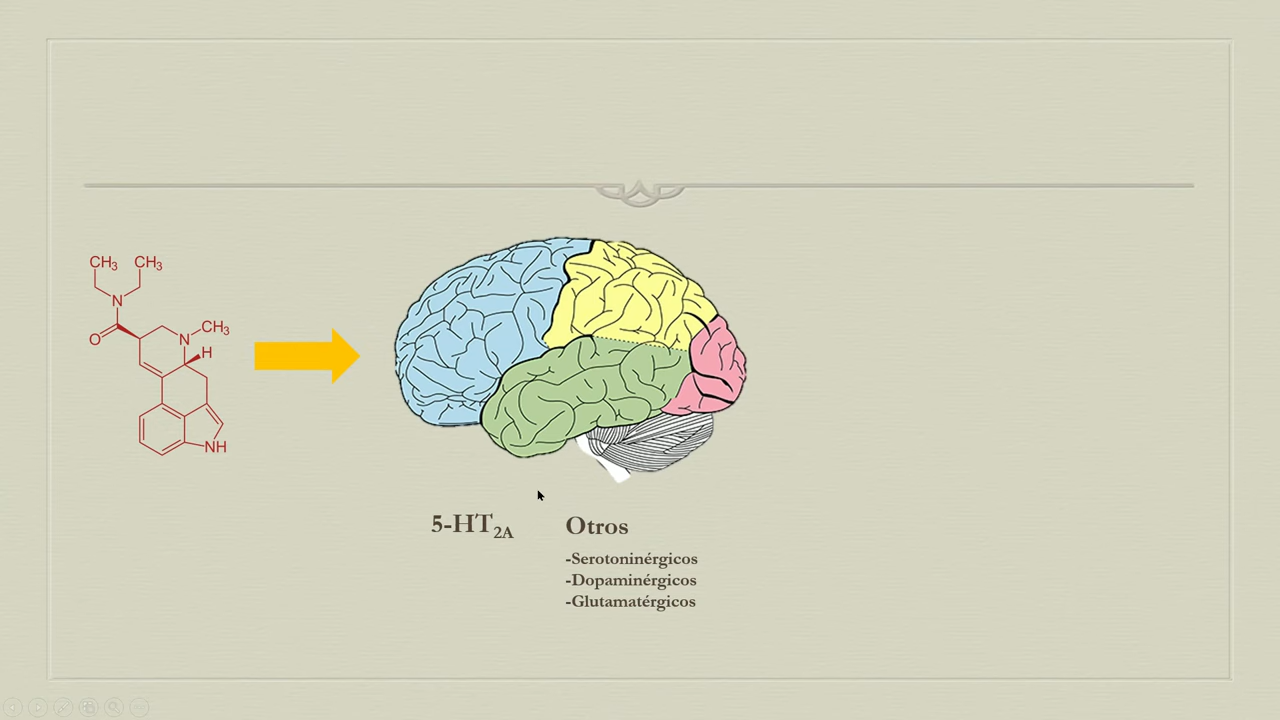 CH₃ CH₃
N
O
N CH₃
H
NH
5-HT₂A Otros
-Serotoninérgicos
-Dopaminérgicos
-Glutamatérgicos